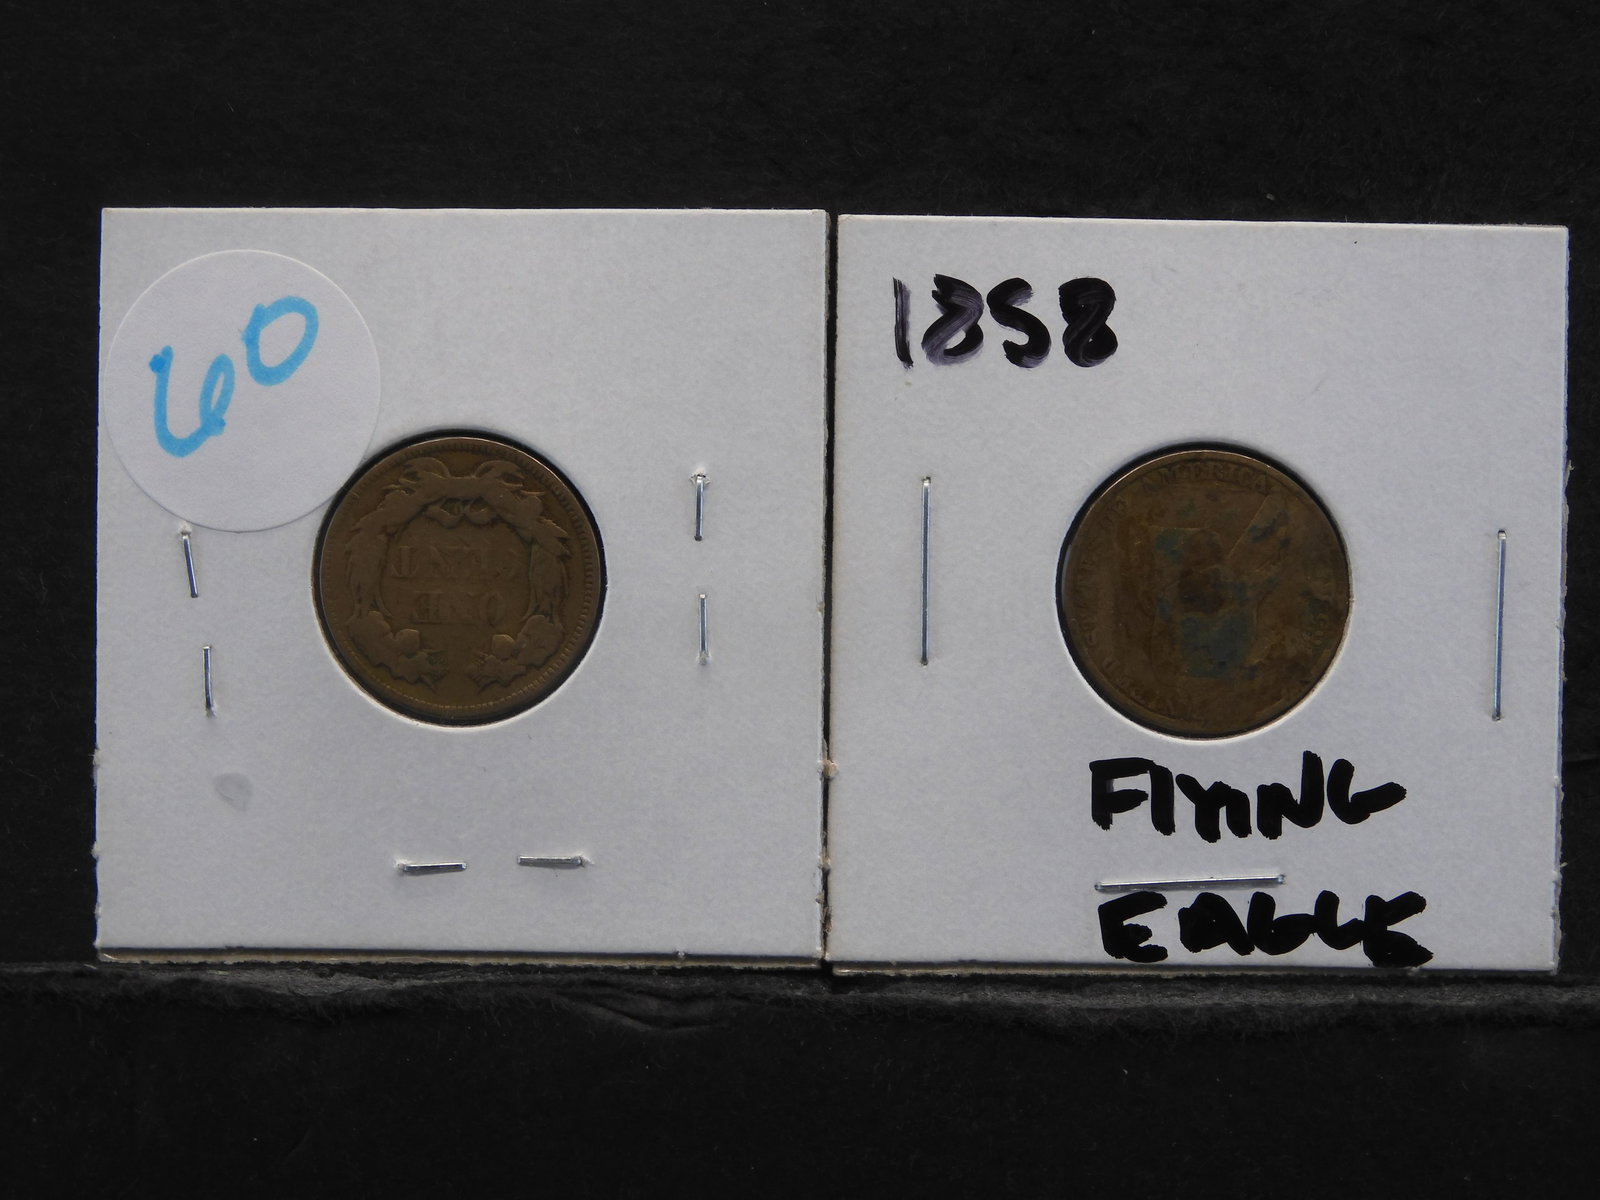 60
ONE
CENT
1858
AMERICA
FlYING
EAGLE